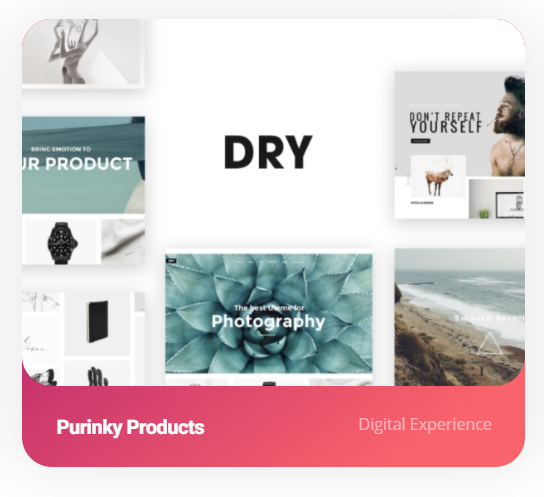 BRING EMOTION TO
UR PRODUCT
DRY
DON'T REPEAT
YOURSELF
The best theme for
Photography
Smooth Scroll
Purinky Products
Digital Experience